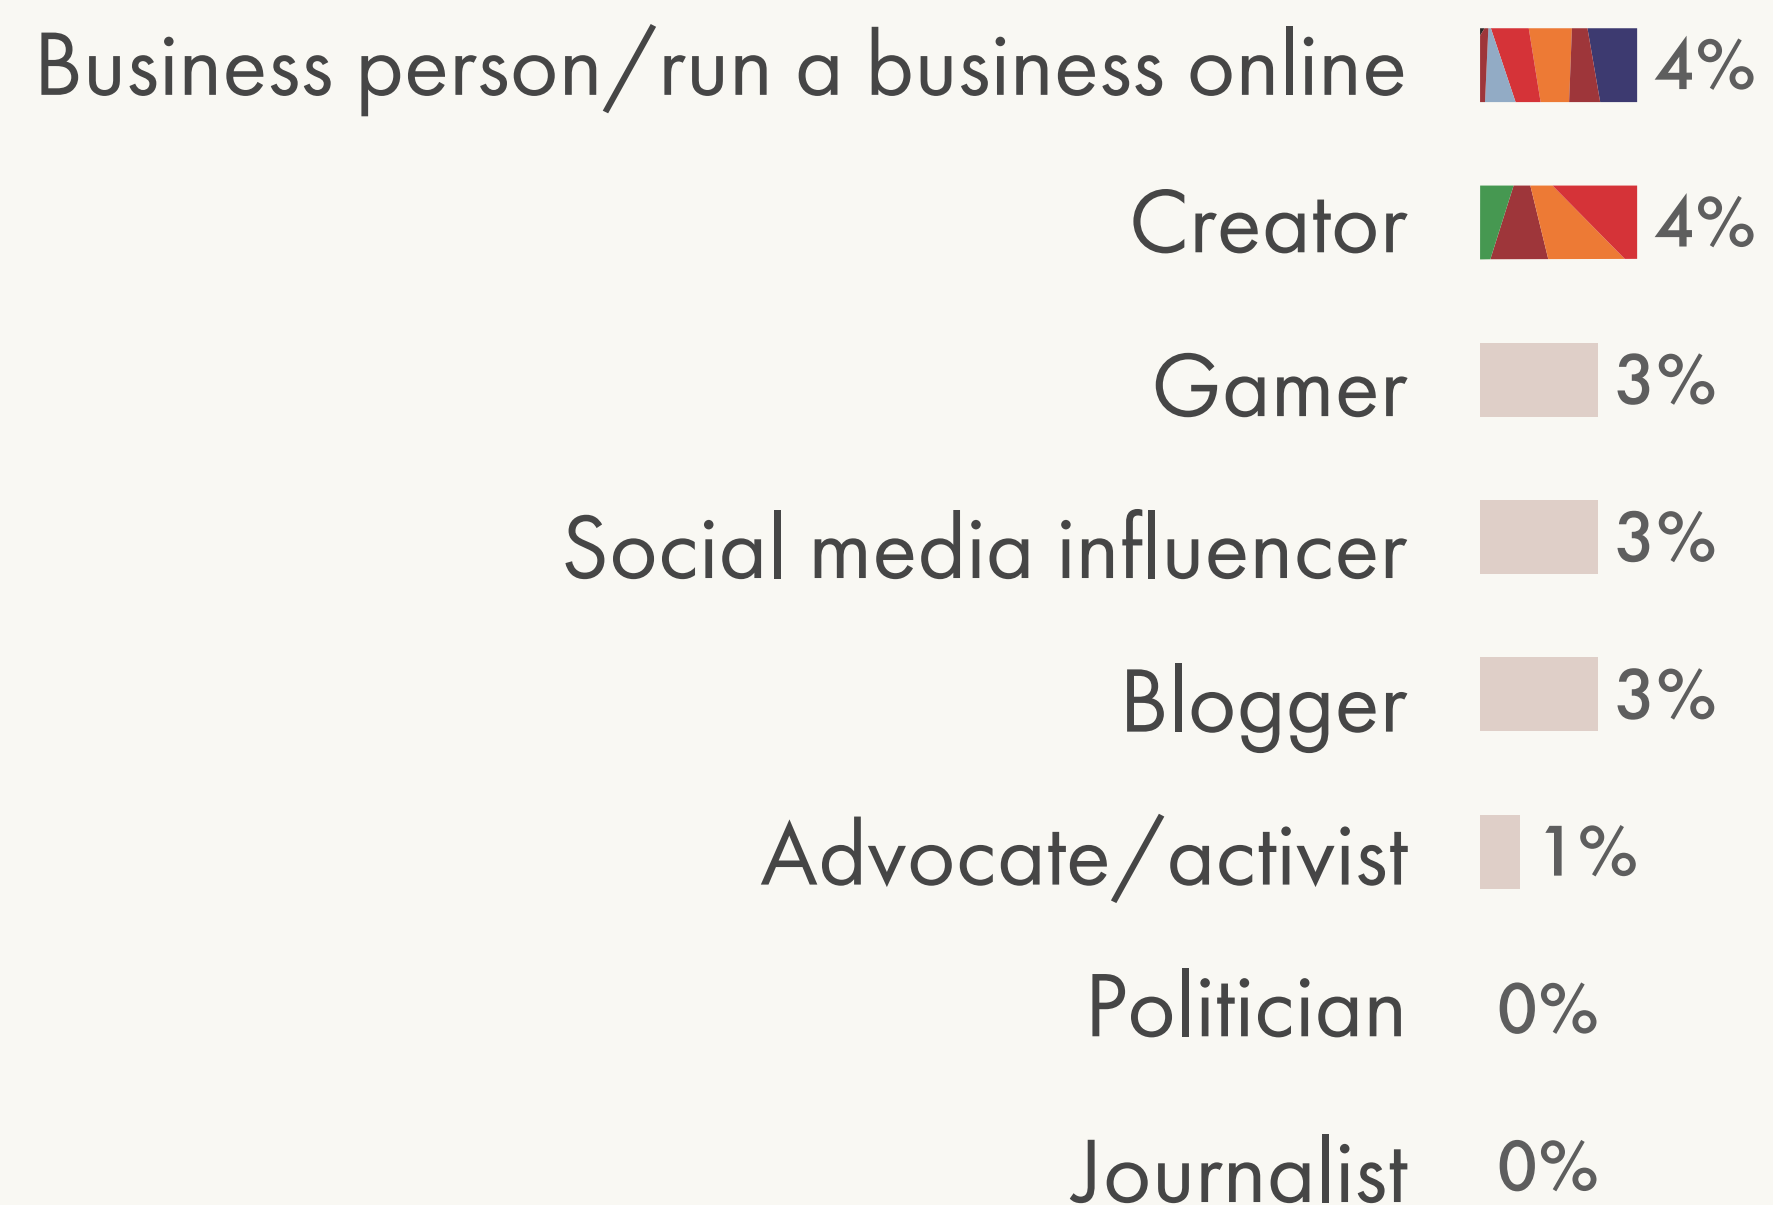 Business person/run a business online 4%
Creator 4%
Gamer 3%
Social media influencer 3%
Blogger 3%
Advocate/activist 1%
Politician 0%
Journalist 0%